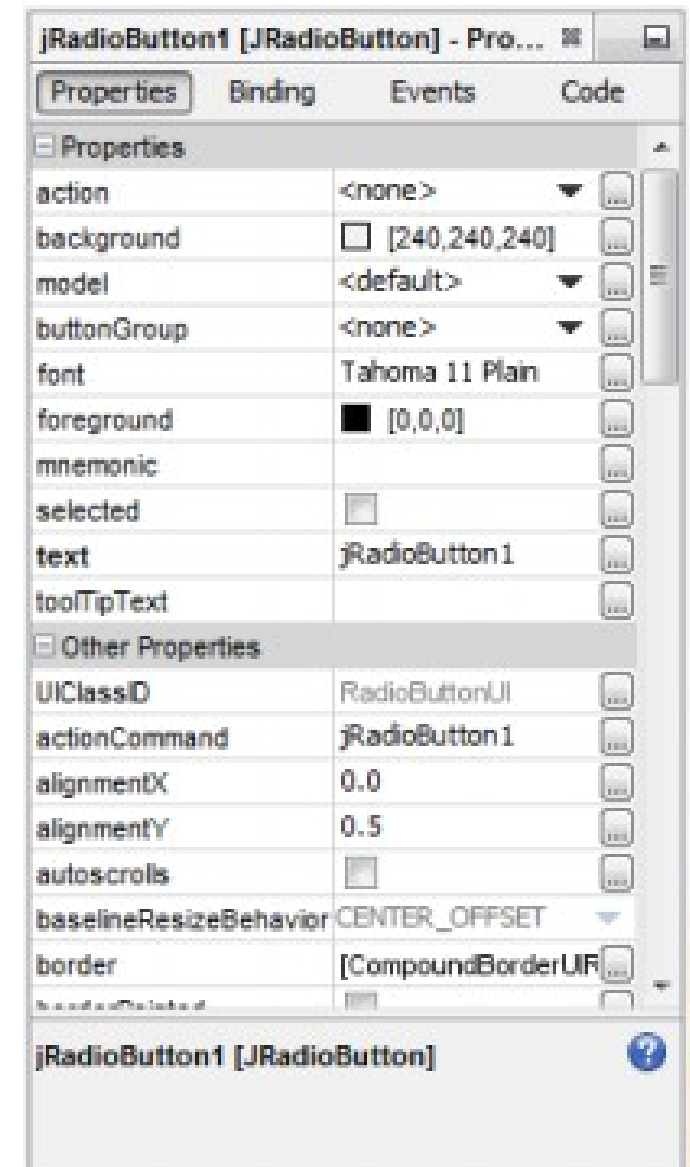 jRadioButton1 [JRadioButton] - Pro...
Properties Binding Events Code
Properties
action <none> ...
background [240,240,240] ...
model <default> ...
buttonGroup <none> ...
font Tahoma 11 Plain ...
foreground [0,0,0] ...
mnemonic ...
selected ...
text jRadioButton1 ...
toolTipText ...
Other Properties
UIClassID RadioButtonUI ...
actionCommand jRadioButton1 ...
alignmentX 0.0 ...
alignmentY 0.5 ...
autoscrolls ...
baselineResizeBehavior CENTER_OFFSET
border [CompoundBorderUIR ...
jRadioButton1 [JRadioButton] ?